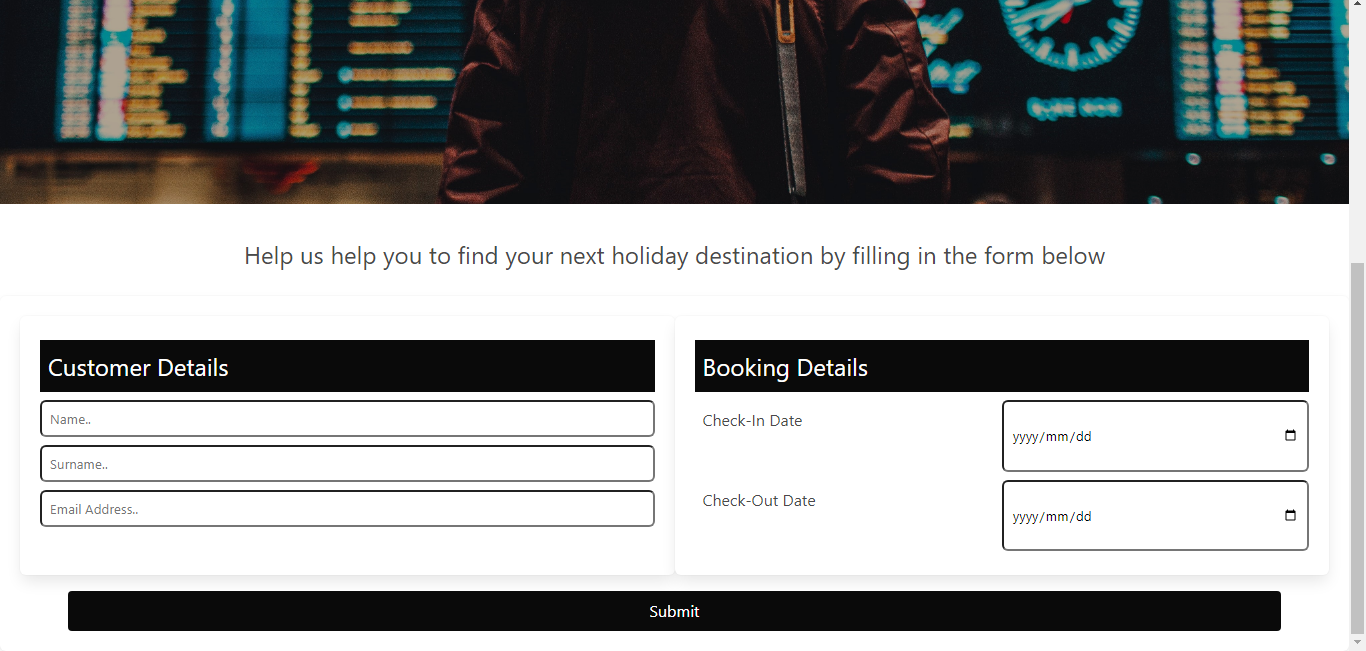 Help us help you to find your next holiday destination by filling in the form below
Customer Details
Name..
Surname..
Email Address..
Booking Details
Check-In Date
yyyy/mm/dd
Check-Out Date
yyyy/mm/dd
Submit